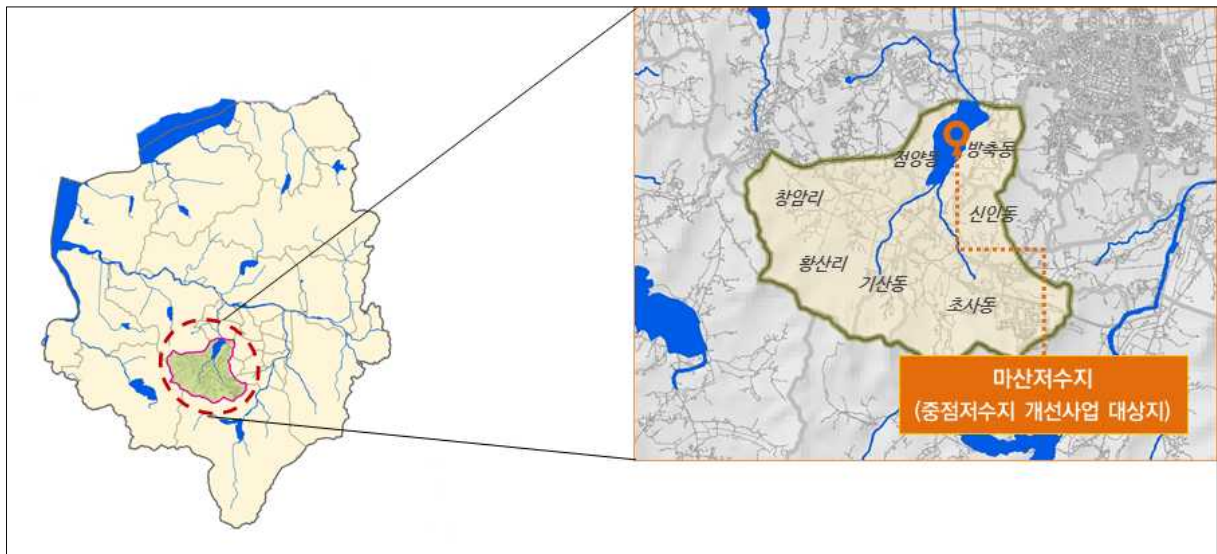 점양동
방축동
창암리
신인동
황산리
기산동
초사동
마산저수지
(중점저수지 개선사업 대상지)